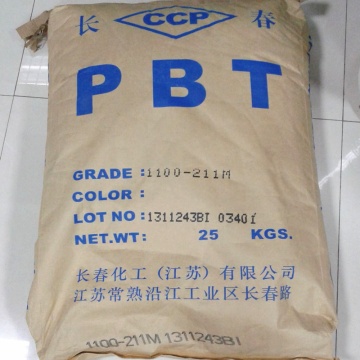 长 CCP 春
PBT
GRADE:1100-211M
COLOR:
LOT NO:1311243BI 0340f
NET.WT: 25 KGS.
长春化工(江苏)有限公司
江苏常熟沿江工业区长春路
1100-211M 1311243BI